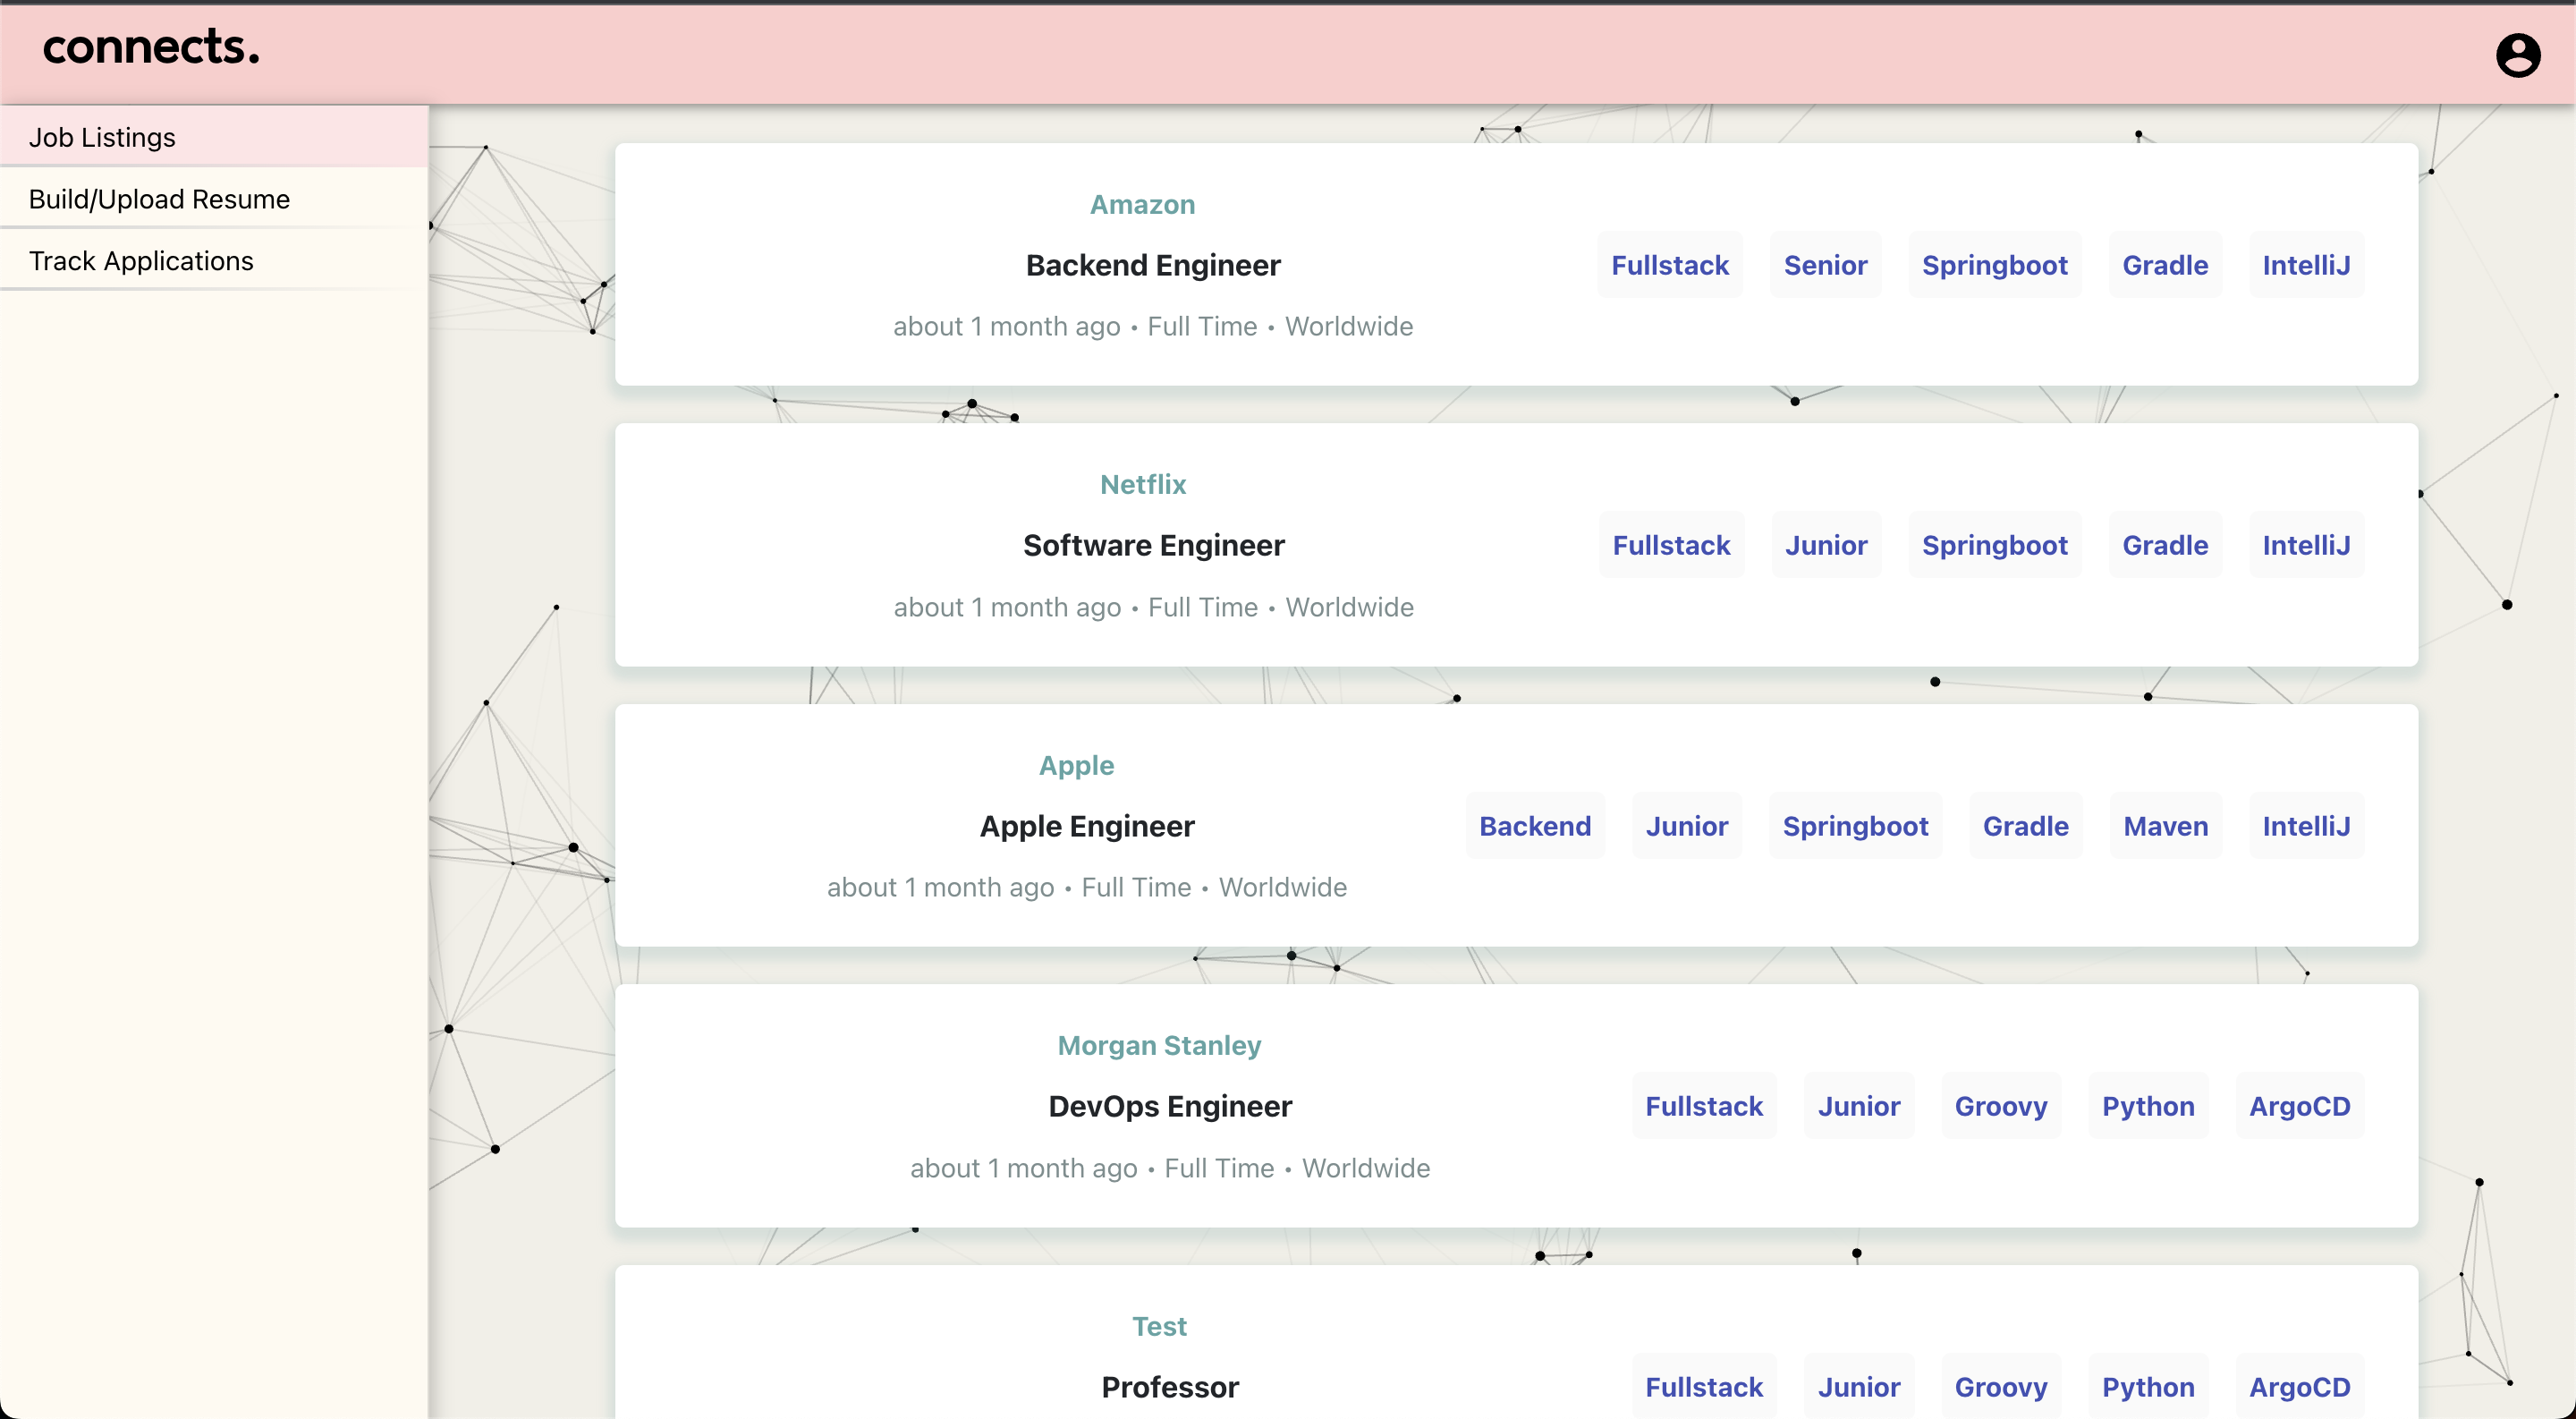 connects.
Job Listings
Build/Upload Resume
Track Applications
Amazon
Backend Engineer
about 1 month ago • Full Time • Worldwide
Fullstack Senior Springboot Gradle IntelliJ
Netflix
Software Engineer
about 1 month ago • Full Time • Worldwide
Fullstack Junior Springboot Gradle IntelliJ
Apple
Apple Engineer
about 1 month ago • Full Time • Worldwide
Backend Junior Springboot Gradle Maven IntelliJ
Morgan Stanley
DevOps Engineer
about 1 month ago • Full Time • Worldwide
Fullstack Junior Groovy Python ArgoCD
Test
Professor
Fullstack Junior Groovy Python ArgoCD